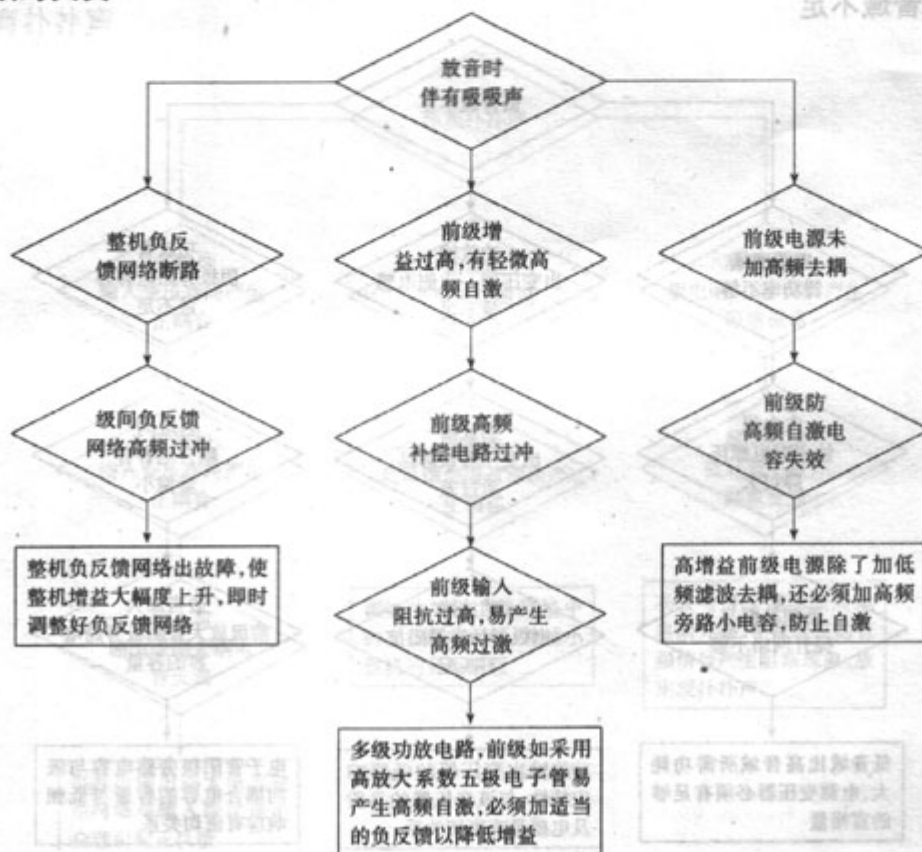 放音时
伴有吸吸声
整机负反
馈网络断路
前级增
益过高,有轻微高
频自激
前级电源未
加高频去耦
级间负反馈
网络高频过冲
前级高频
补偿电路过冲
前级防
高频自激电
容失效
整机负反馈网络出故障,使
整机增益大幅度上升,即时
调整好负反馈网络
前级输入
阻抗过高,易产生
高频过激
高增益前级电源除了加低
频滤波去耦,还必须加高频
旁路小电容,防止自激
多级功放电路,前级如采用
高放大系数五极电子管易
产生高频自激,必须加适当
的负反馈以降低增益